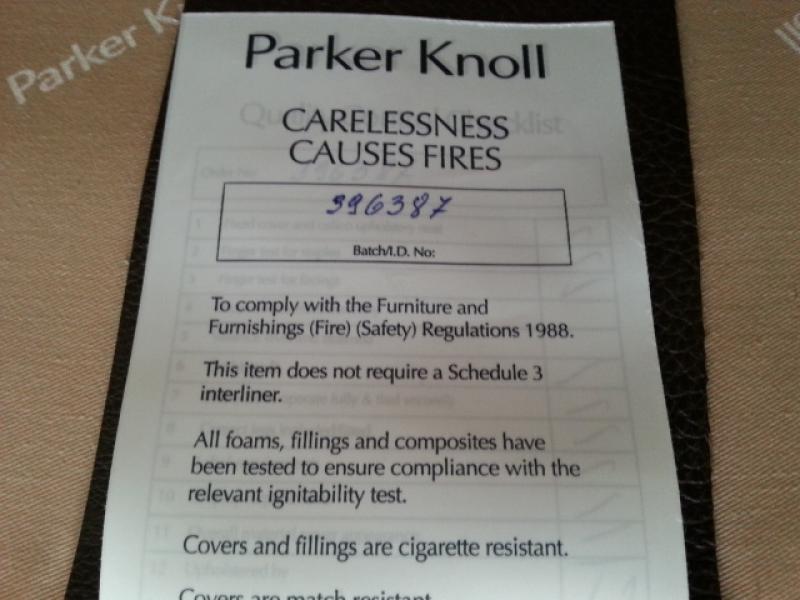 Parker K
Parker Knoll
CARELESSNESS
CAUSES FIRES
396387
Batch/I.D. No:
To comply with the Furniture and
Furnishings (Fire) (Safety) Regulations 1988.
This item does not require a Schedule 3
interliner.
All foams, fillings and composites have
been tested to ensure compliance with the
relevant ignitability test.
Covers and fillings are cigarette resistant.
Covers are match resistant